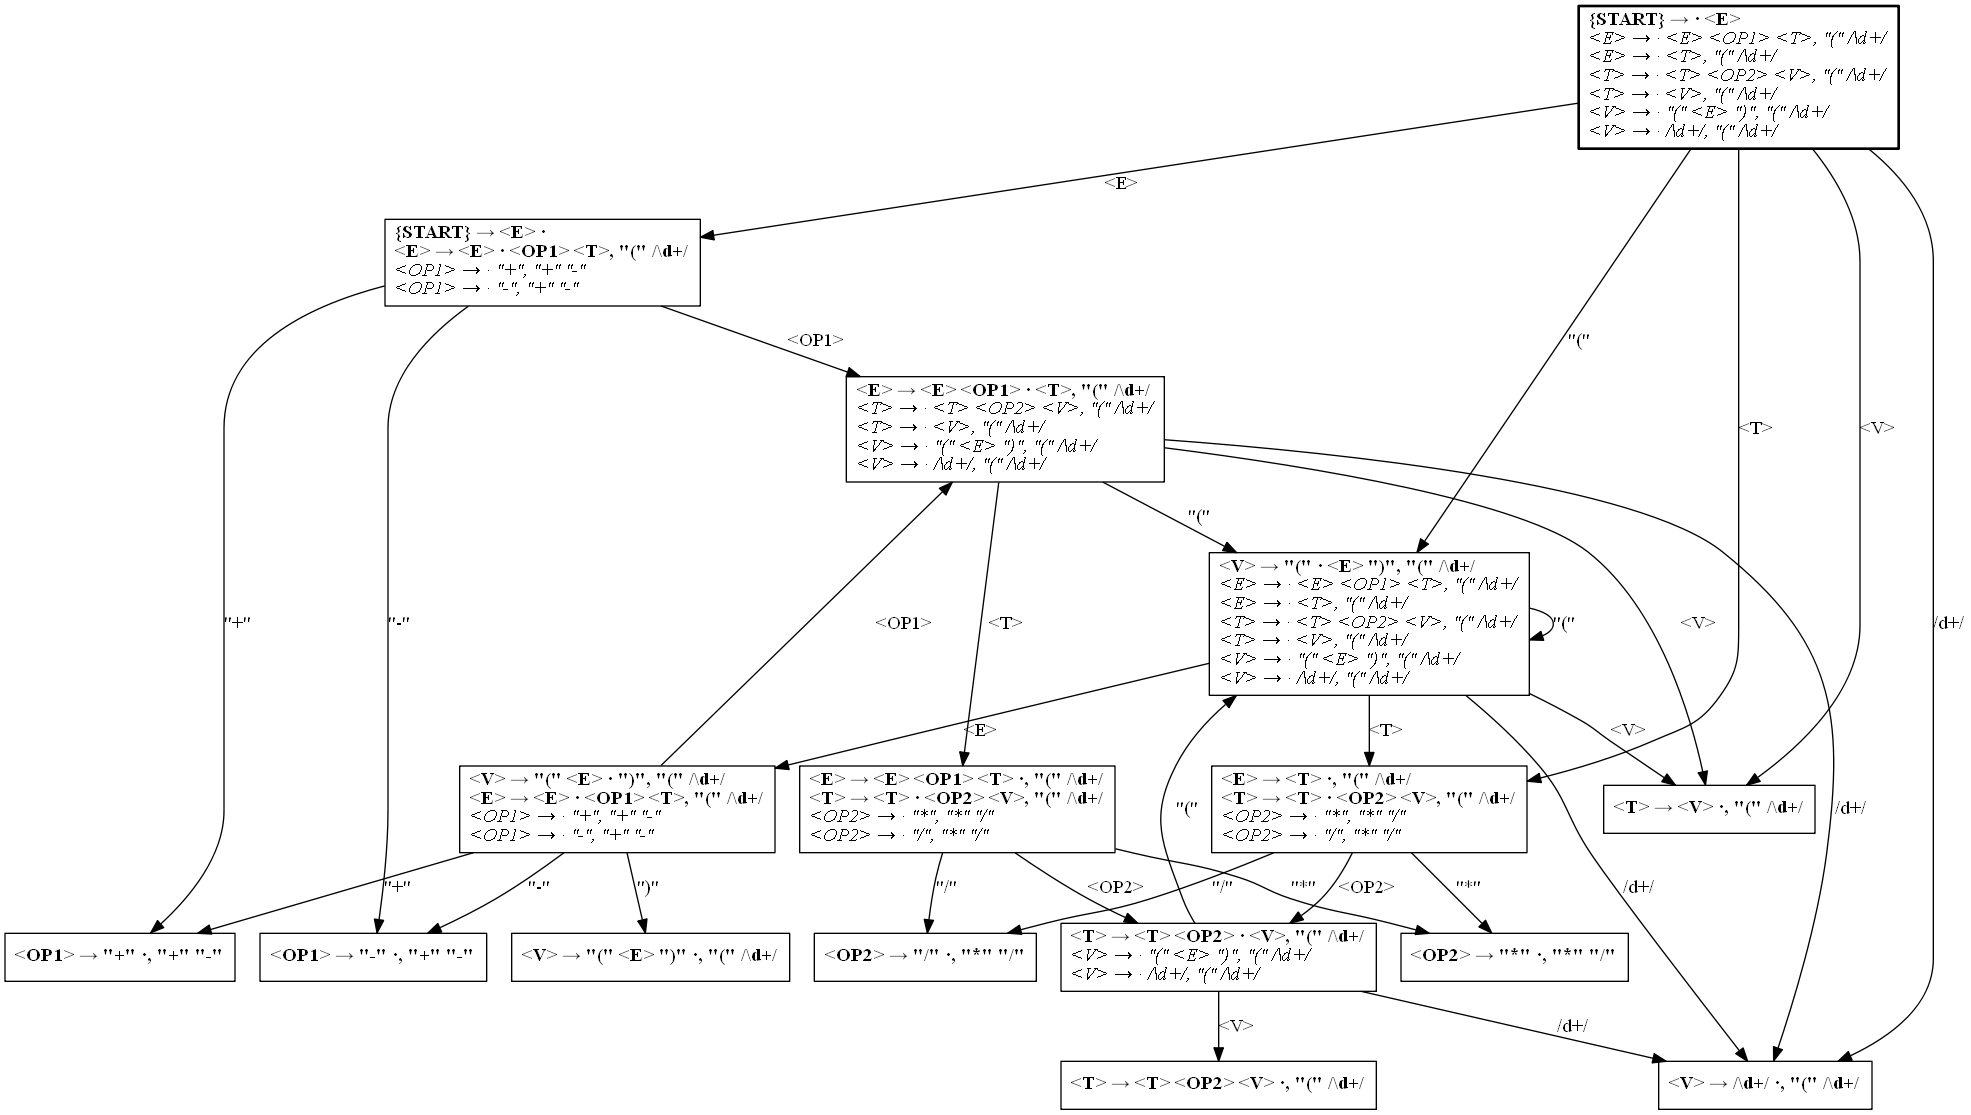 {START} → · <E>
<E> → · <E> <OP1> <T>, "(" /\d+/
<E> → · <T>, "(" /\d+/
<T> → · <T> <OP2> <V>, "(" /\d+/
<T> → · <V>, "(" /\d+/
<V> → · "(" <E> ")", "(" /\d+/
<V> → · /\d+/, "(" /\d+/
<E>
{START} → <E> ·
<E> → <E> · <OP1> <T>, "(" /\d+/
<OP1> → · "+", "+" "-"
<OP1> → · "-", "+" "-"
<OP1>
"("
<E> → <E> <OP1> · <T>, "(" /\d+/
<T> → · <T> <OP2> <V>, "(" /\d+/
<T> → · <V>, "(" /\d+/
<V> → · "(" <E> ")", "(" /\d+/
<V> → · /\d+/, "(" /\d+/
<T>
<V>
"("
<V> → "(" · <E> ")", "(" /\d+/
<E> → · <E> <OP1> <T>, "(" /\d+/
<E> → · <T>, "(" /\d+/
<T> → · <T> <OP2> <V>, "(" /\d+/
<T> → · <V>, "(" /\d+/
<V> → · "(" <E> ")", "(" /\d+/
<V> → · /\d+/, "(" /\d+/
"+"
"-"
<OP1>
<T>
"("
<V>
/d+/
<E>
<T>
<V>
<V> → "(" <E> · ")", "(" /\d+/
<E> → <E> · <OP1> <T>, "(" /\d+/
<OP1> → · "+", "+" "-"
<OP1> → · "-", "+" "-"
<E> → <E> <OP1> <T> ·, "(" /\d+/
<T> → <T> · <OP2> <V>, "(" /\d+/
<OP2> → · "*", "*" "/"
<OP2> → · "/", "*" "/"
"("
<E> → <T> ·, "(" /\d+/
<T> → <T> · <OP2> <V>, "(" /\d+/
<OP2> → · "*", "*" "/"
<OP2> → · "/", "*" "/"
<T> → <V> ·, "(" /\d+/
/d+/
"+"
"-"
")"
"/"
<OP2>
"/"
"*"
<OP2>
"*"
/d+/
<OP1> → "+" ·, "+" "-"
<OP1> → "-" ·, "+" "-"
<V> → "(" <E> ")" ·, "(" /\d+/
<OP2> → "/" ·, "*" "/"
<T> → <T> <OP2> · <V>, "(" /\d+/
<V> → · "(" <E> ")", "(" /\d+/
<V> → · /\d+/, "(" /\d+/
<OP2> → "*" ·, "*" "/"
<V>
/d+/
<T> → <T> <OP2> <V> ·, "(" /\d+/
<V> → /\d+/ ·, "(" /\d+/